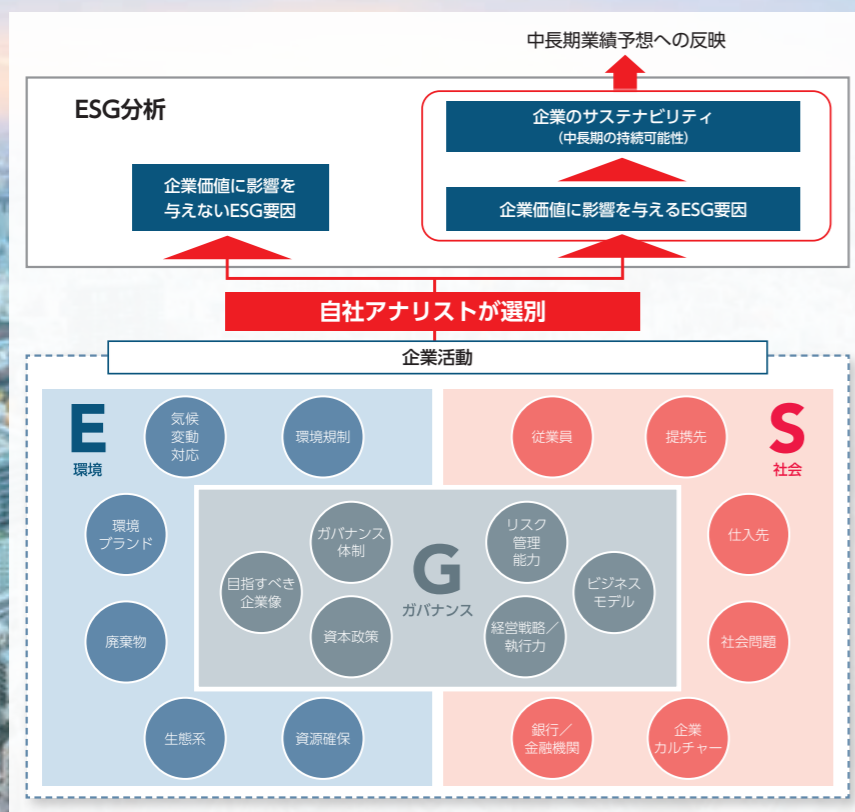 中長期業績予想への反映
ESG分析
企業のサステナビリティ
(中長期の持続可能性)
企業価値に影響を
与えないESG要因
企業価値に影響を与えるESG要因
自社アナリストが選別
企業活動
E
環境
気候
変動
対応
環境規制
環境
ブランド
廃棄物
生態系
資源確保
S
社会
従業員
提携先
仕入先
社会問題
企業
カルチャー
銀行／
金融機関
G
ガバナンス
目指すべき
企業像
ガバナンス
体制
資本政策
リスク
管理
能力
ビジネス
モデル
経営戦略／
執行力